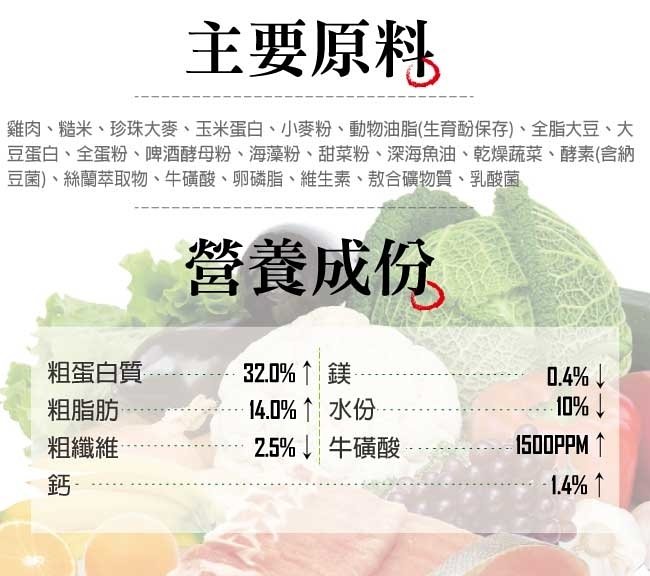 主要原料
雞肉、糙米、珍珠大麥、玉米蛋白、小麥粉、動物油脂(生育酚保存)、全脂大豆、大
豆蛋白、全蛋粉、啤酒酵母粉、海藻粉、甜菜粉、深海魚油、乾燥蔬菜、酵素(含納
豆菌)、絲蘭萃取物、牛磺酸、卵磷脂、維生素、敖合礦物質、乳酸菌
營養成份
粗蛋白質 32.0%↑ 鎂 0.4%↓
粗脂肪 14.0%↑ 水份 10%↓
粗纖維 2.5%↓ 牛磺酸 1500PPM↑
鈣 1.4%↑